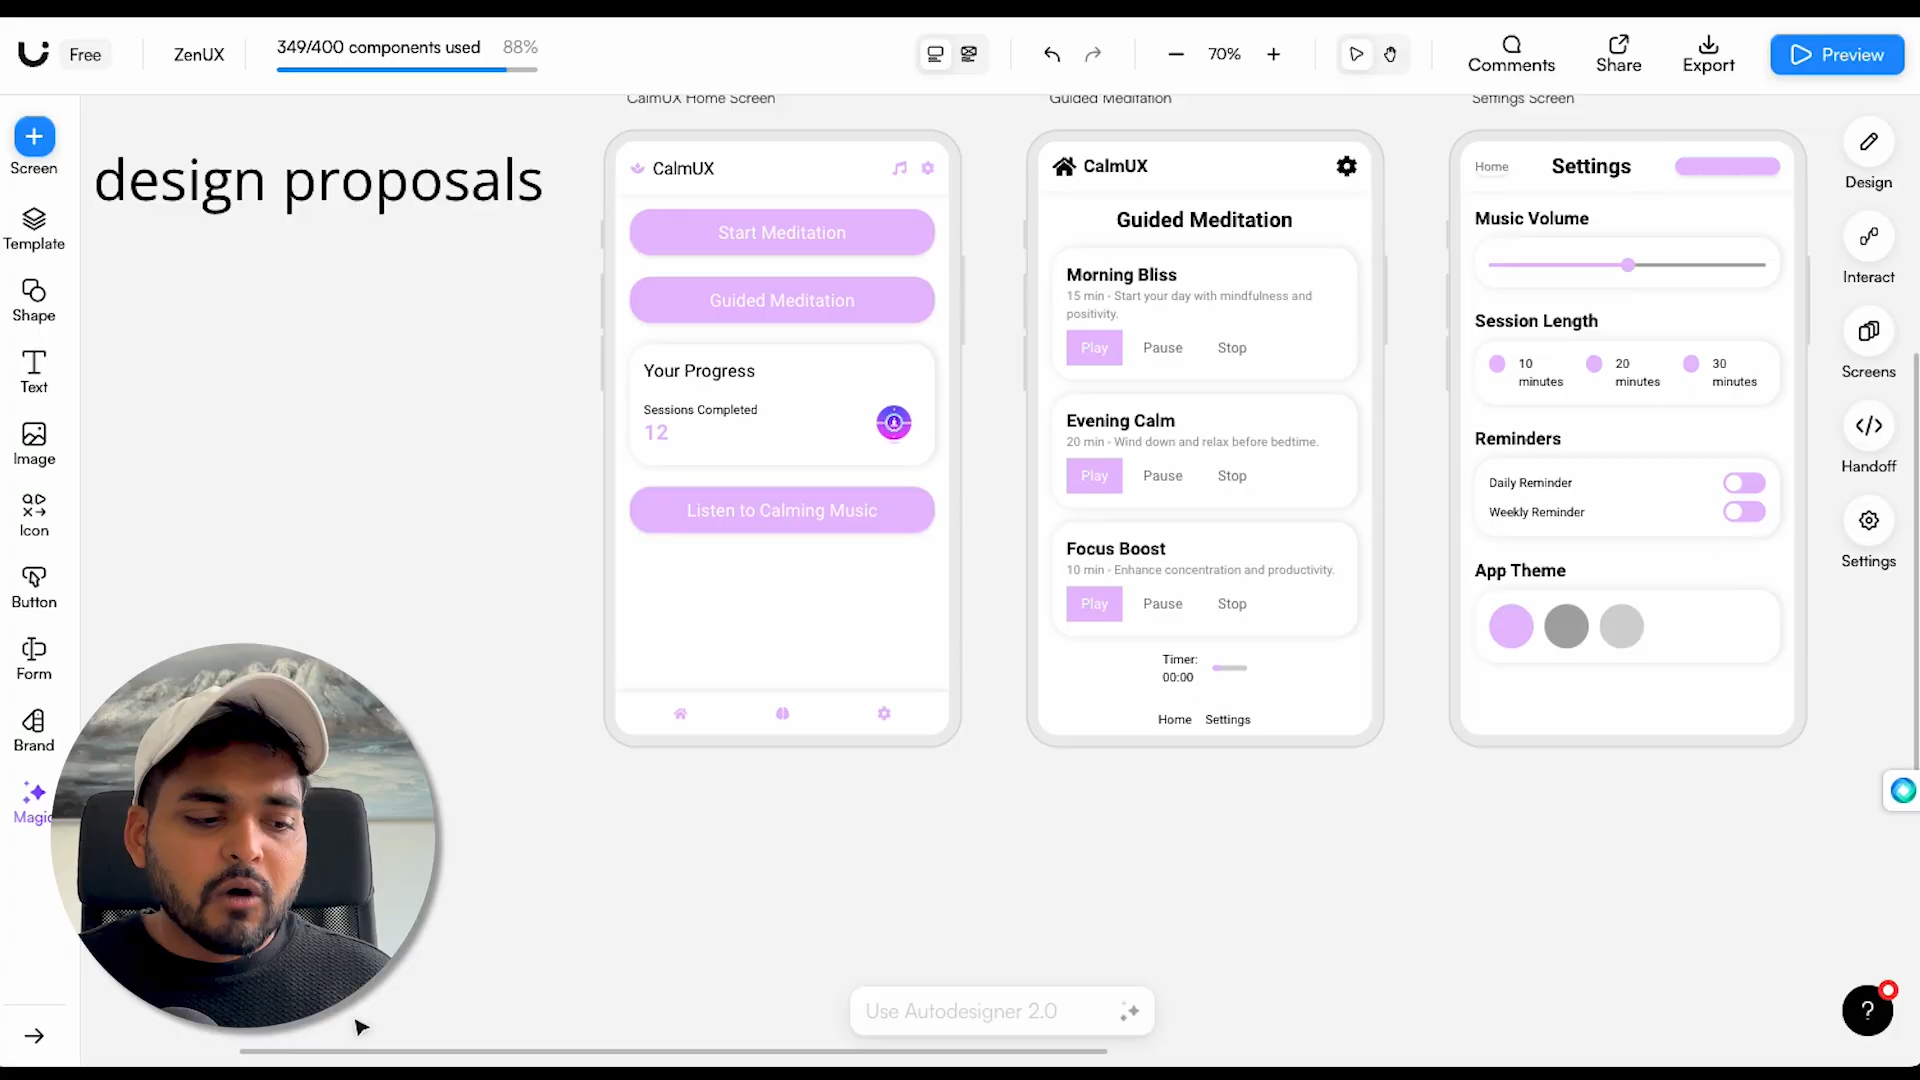 Free
ZenUX
349/400 components used
88%
70%
Comments
Share
Export
Preview
Screen
Template
Shape
Text
Image
Icon
Button
Form
Brand
Magic
design proposals
CalmUX Home Screen
CalmUX
Start Meditation
Guided Meditation
Your Progress
Sessions Completed
12
Listen to Calming Music
Guided Meditation
CalmUX
Guided Meditation
Morning Bliss
15 min - Start your day with mindfulness and
positivity.
Play Pause Stop
Evening Calm
20 min - Wind down and relax before bedtime.
Play Pause Stop
Focus Boost
10 min - Enhance concentration and productivity.
Play Pause Stop
Timer:
00:00
Home Settings
Settings Screen
Home
Settings
Music Volume
Session Length
10
minutes
20
minutes
30
minutes
Reminders
Daily Reminder
Weekly Reminder
App Theme
Design
Interact
Screens
Handoff
Settings
Use Autodesigner 2.0
?